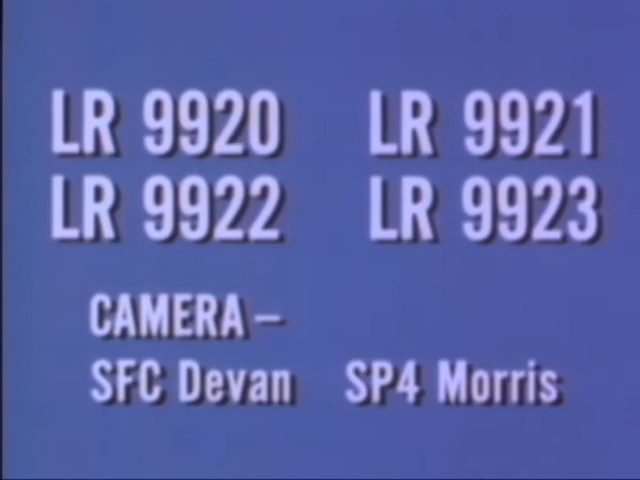 LR 9920 LR 9921
LR 9922 LR 9923
CAMERA –
SFC Devan SP4 Morris